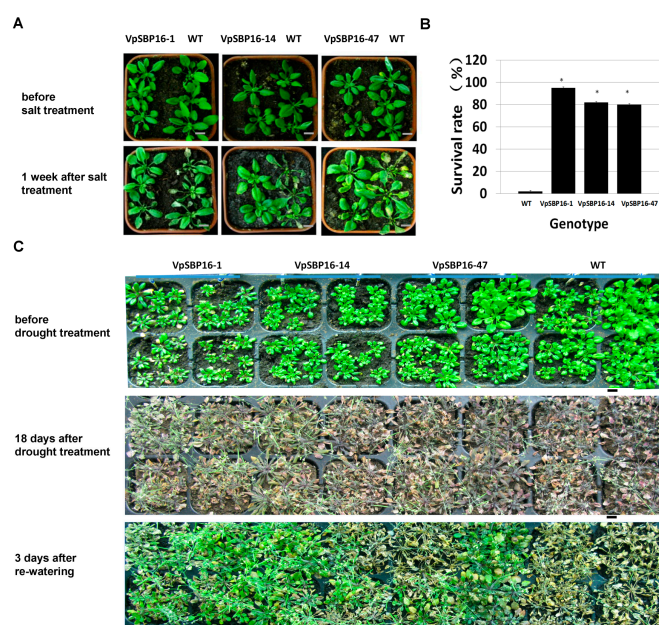 A
VpSBP16-1 WT VpSBP16-14 WT VpSBP16-47 WT
before
salt treatment
1 week after salt
treatment
B
Survival rate (%)
120
100
80
60
40
20
0
* * *
WT VpSBP16-1 VpSBP16-14 VpSBP16-47
Genotype
C
VpSBP16-1 VpSBP16-14 VpSBP16-47 WT
before
drought treatment
18 days after
drought treatment
3 days after
re-watering